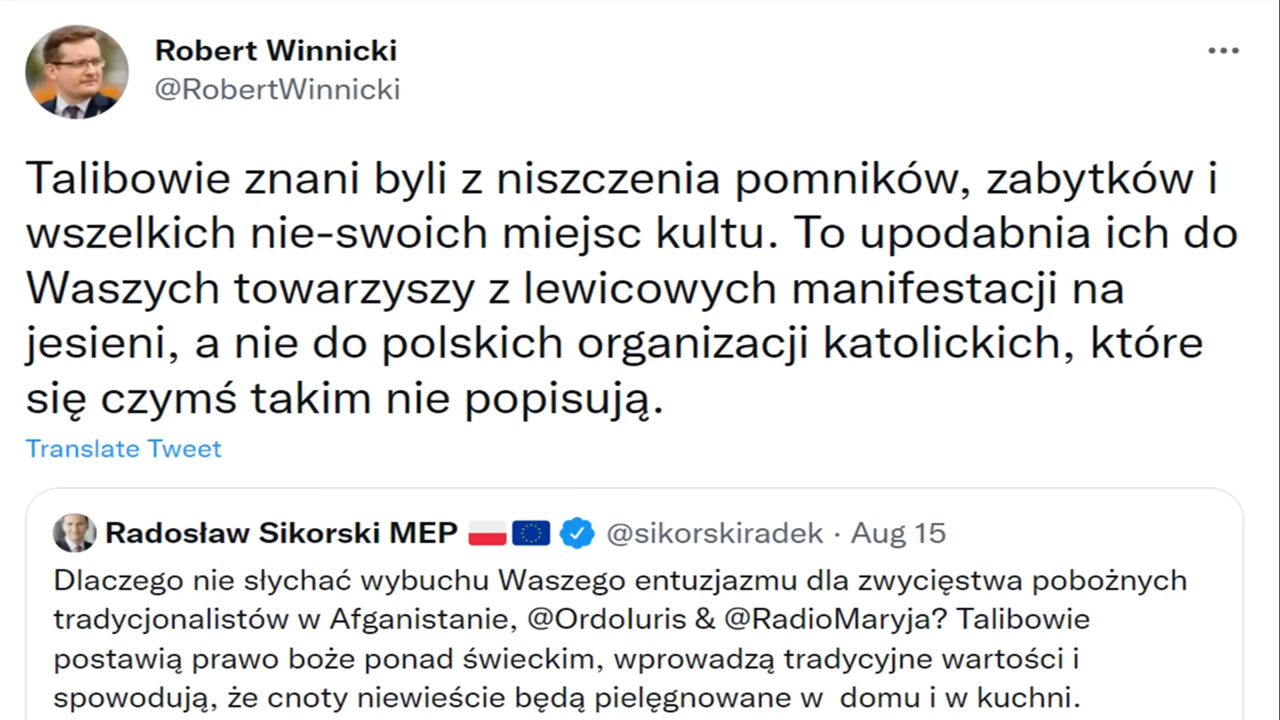 Robert Winnicki
@RobertWinnicki
Talibowie znani byli z niszczenia pomników, zabytków i
wszelkich nie-swoich miejsc kultu. To upodabnia ich do
Waszych towarzyszy z lewicowych manifestacji na
jesieni, a nie do polskich organizacji katolickich, które
się czymś takim nie popisują.
Translate Tweet
Radosław Sikorski MEP @sikorskiradek · Aug 15
Dlaczego nie słychać wybuchu Waszego entuzjazmu dla zwycięstwa pobożnych
tradycjonalistów w Afganistanie, @OrdoIuris & @RadioMaryja? Talibowie
postawią prawo boże ponad świeckim, wprowadzą tradycyjne wartości i
spowodują, że cnoty niewieście będą pielęgnowane w domu i w kuchni.